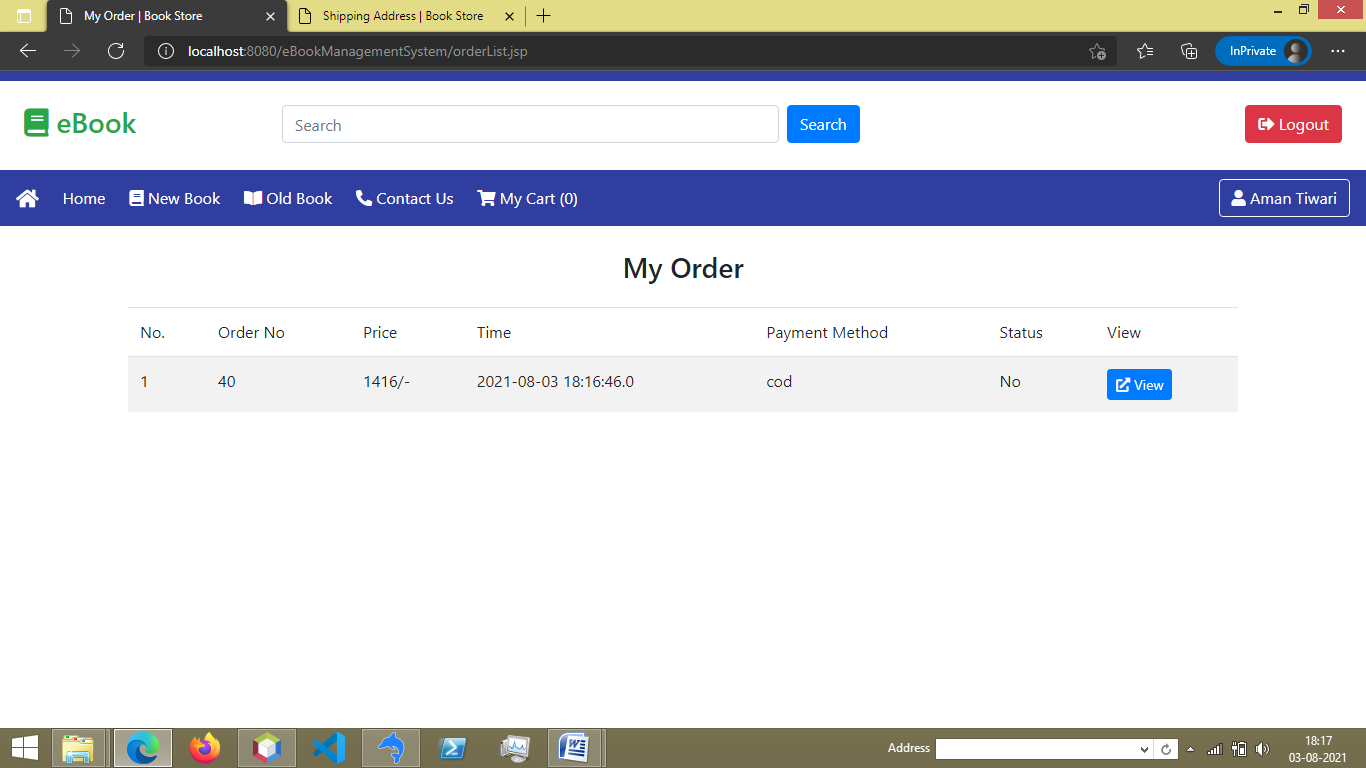 My Order | Book Store
Shipping Address | Book Store
localhost:8080/eBookManagementSystem/orderList.jsp
InPrivate
eBook
Search
Search
Logout
Home
New Book
Old Book
Contact Us
My Cart (0)
Aman Tiwari
My Order
No. Order No Price Time Payment Method Status View
1 40 1416/- 2021-08-03 18:16:46.0 cod No View
Address
18:17
03-08-2021